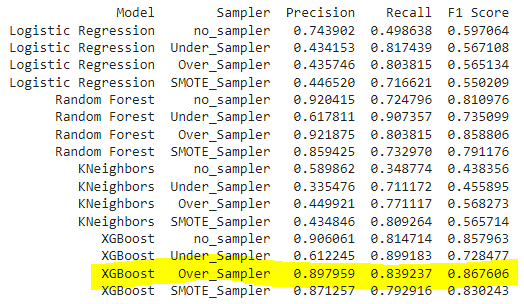 Model Sampler Precision Recall F1 Score
Logistic Regression no_sampler 0.743902 0.498638 0.597064
Logistic Regression Under_Sampler 0.434153 0.817439 0.567108
Logistic Regression Over_Sampler 0.435746 0.803815 0.565134
Logistic Regression SMOTE_Sampler 0.446520 0.716621 0.550209
Random Forest no_sampler 0.920415 0.724796 0.810976
Random Forest Under_Sampler 0.617811 0.907357 0.735099
Random Forest Over_Sampler 0.921875 0.803815 0.858806
Random Forest SMOTE_Sampler 0.859425 0.732970 0.791176
KNeighbors no_sampler 0.589862 0.348774 0.438356
KNeighbors Under_Sampler 0.335476 0.711172 0.455895
KNeighbors Over_Sampler 0.449921 0.771117 0.568273
KNeighbors SMOTE_Sampler 0.434846 0.809264 0.565714
XGBoost no_sampler 0.906061 0.814714 0.857963
XGBoost Under_Sampler 0.612245 0.899183 0.728477
XGBoost Over_Sampler 0.897959 0.839237 0.867606
XGBoost SMOTE_Sampler 0.871257 0.792916 0.830243